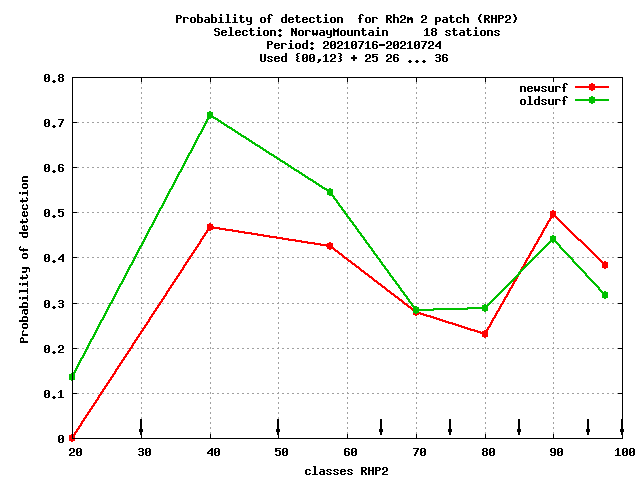 Probability of detection  for Rh2m 2 patch (RHP2)
Selection: NorwayMountain     18 stations
Period: 20210716-20210724
Used {00,12} + 25 26 ... 36
newsurf
oldsurf
0.8
0.7
0.6
0.5
0.4
0.3
0.2
0.1
0
Probability of detection
20 30 40 50 60 70 80 90 100
classes RHP2